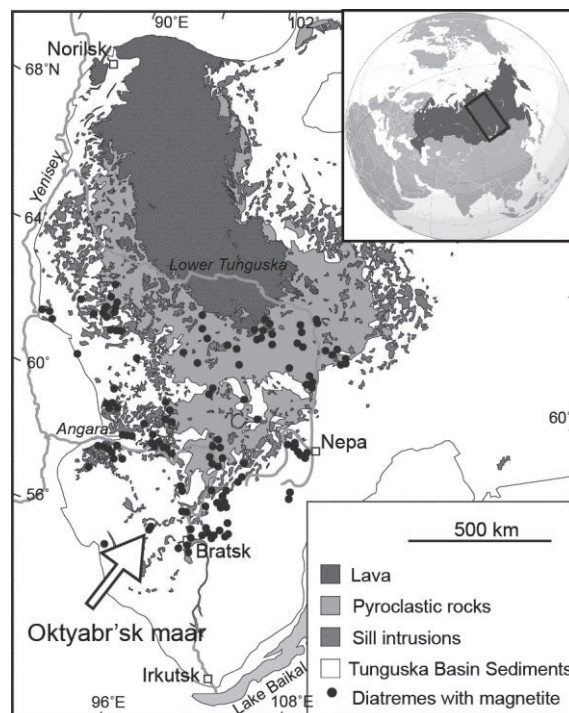 90°E
102°
Norilsk
68°N
Yenisey
64
Lower Tunguska
60
60°
Angara
Nepa
56
500 km
Bratsk
Lava
Pyroclastic rocks
Oktyabr'sk maar
Sill intrusions
Tunguska Basin Sediments
Irkutsk
Lake Baikal
Diatremes with magnetite
96°E
108°E